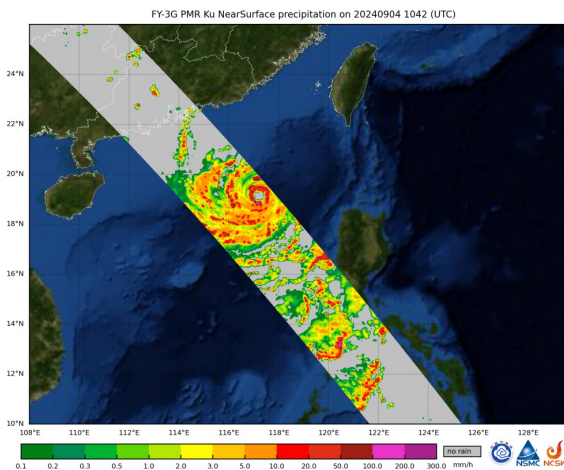 FY-3G PMR Ku NearSurface precipitation on 20240904 1042 (UTC)
24°N
22°N
20°N
18°N
16°N
14°N
12°N
10°N
108°E 110°E 112°E 114°E 116°E 118°E 120°E 122°E 124°E 126°E 128°E
no rain
0.1 0.2 0.3 0.5 1.0 2.0 3.0 5.0 10.0 20.0 50.0 100.0 200.0 300.0 mm/h
NSMC NCSW